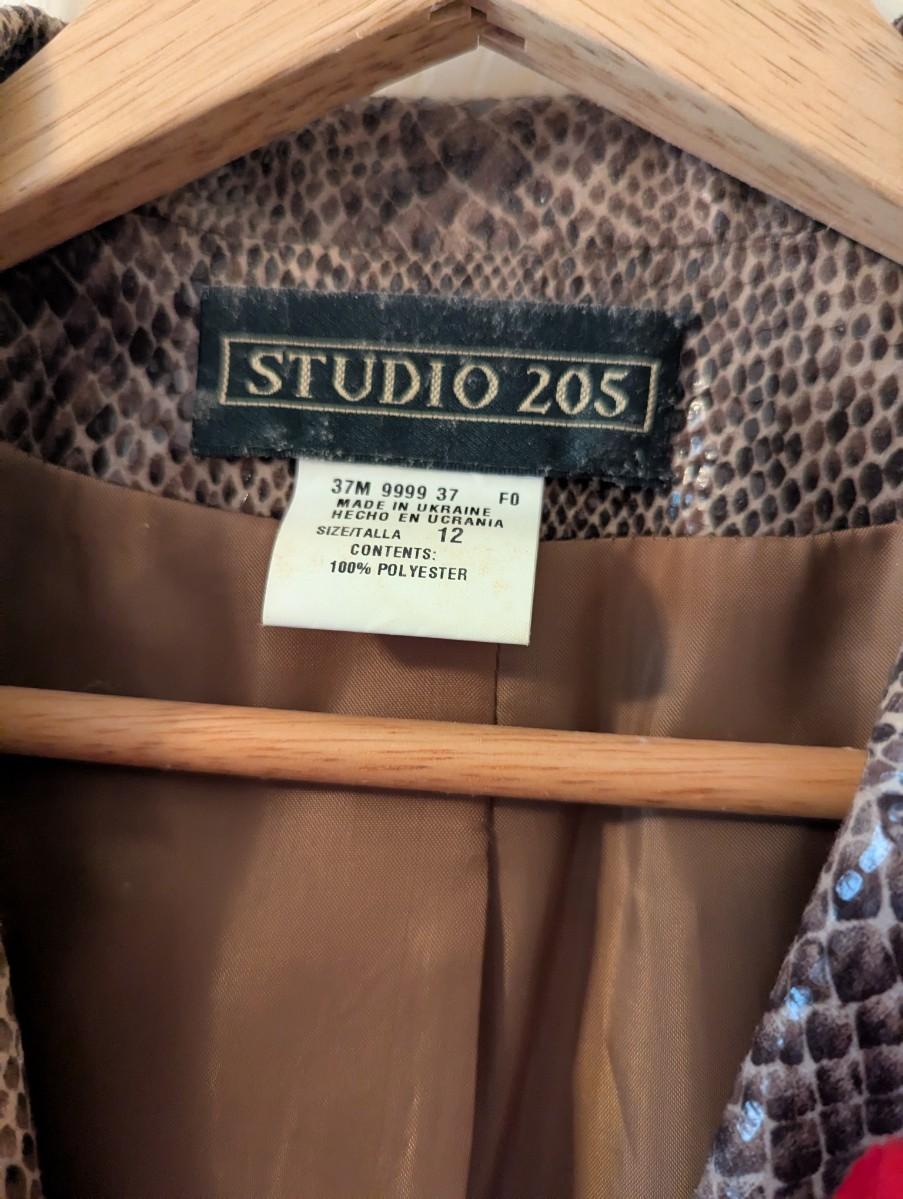 STUDIO 205
37M 9999 37 F0
MADE IN UKRAINE
HECHO EN UCRANIA
SIZE/TALLA 12
CONTENTS:
100% POLYESTER